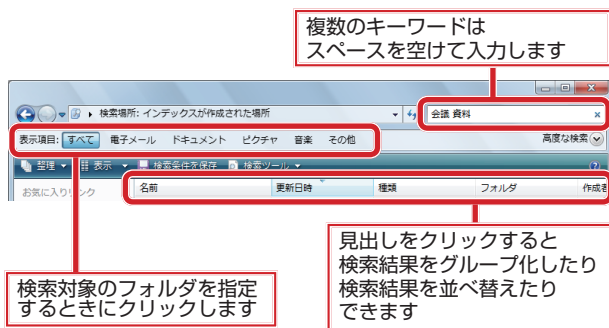 複数のキーワードは
スペースを空けて入力します
検索場所: インデックスが作成された場所
会議 資料
表示項目: すべて 電子メール ドキュメント ピクチャ 音楽 その他 高度な検索
整理 表示 検索条件を保存 検索ツール
お気に入りリンク 名前 更新日時 種類 フォルダ 作成者
検索対象のフォルダを指定
するときにクリックします
見出しをクリックすると
検索結果をグループ化したり
検索結果を並べ替えたり
できます